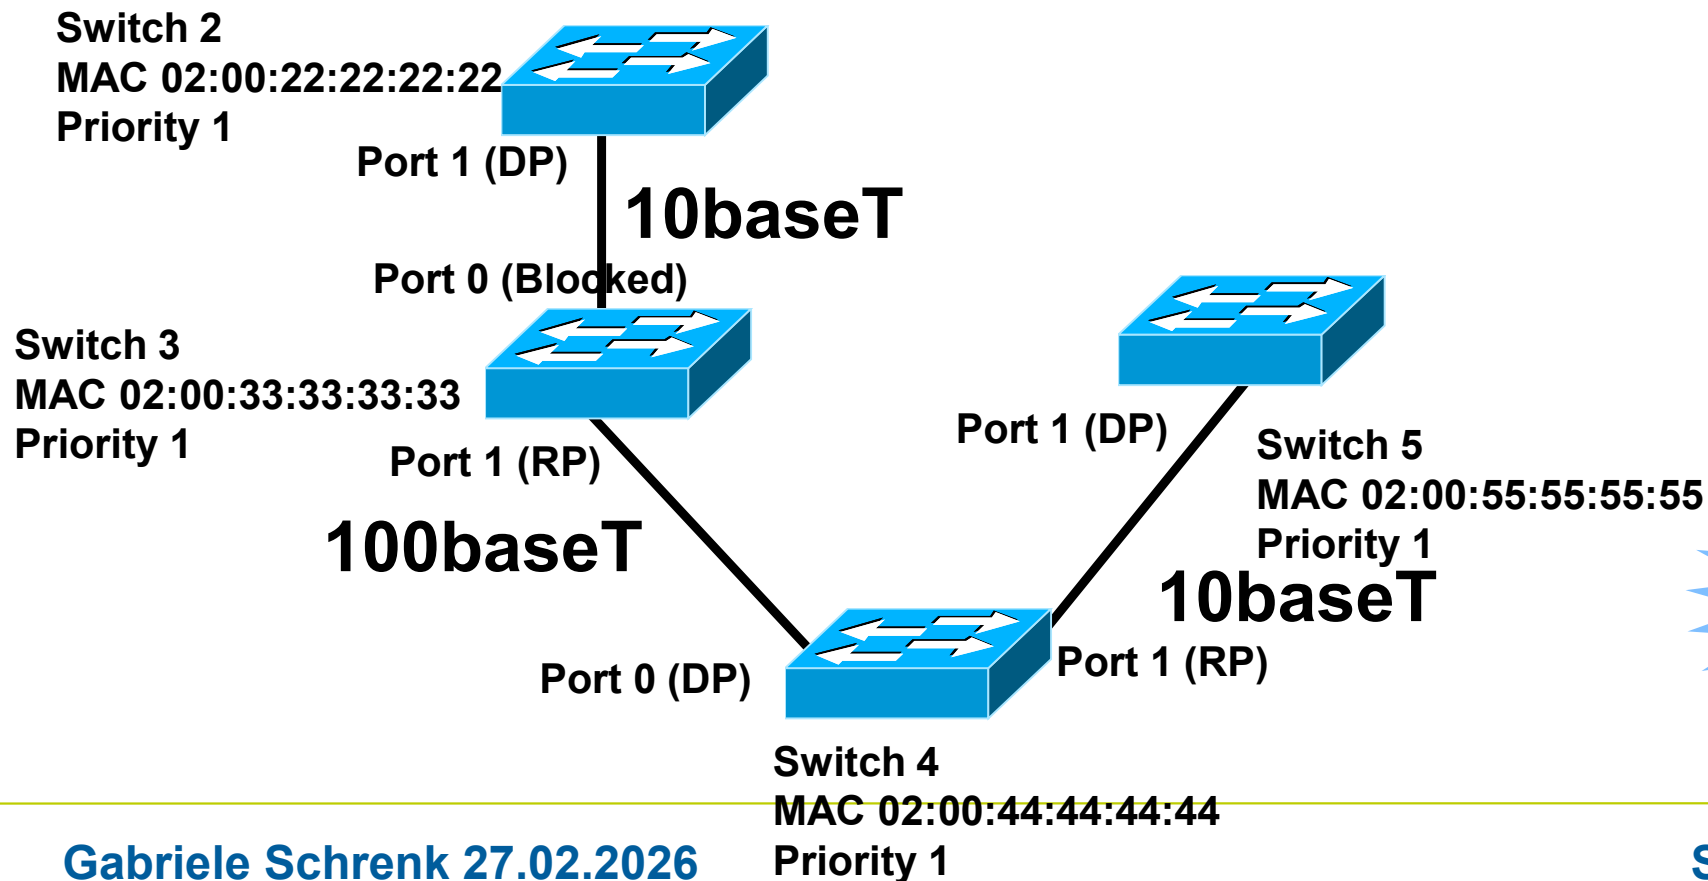 Switch 2
MAC 02:00:22:22:22:22
Priority 1
Port 1 (DP)
10baseT
Port 0 (Blocked)
Switch 3
MAC 02:00:33:33:33:33
Priority 1
Port 1 (RP)
100baseT
Port 1 (DP)
Switch 5
MAC 02:00:55:55:55:55
Priority 1
10baseT
Port 0 (DP)
Port 1 (RP)
Switch 4
MAC 02:00:44:44:44:44
Priority 1
Gabriele Schrenk 27.02.2026
S